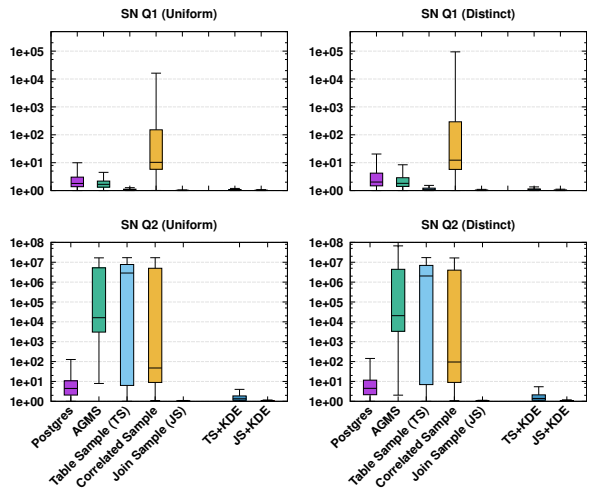 SN Q1 (Uniform)
1e+05
1e+04
1e+03
1e+02
1e+01
1e+00
SN Q1 (Distinct)
1e+05
1e+04
1e+03
1e+02
1e+01
1e+00
SN Q2 (Uniform)
1e+08
1e+07
1e+06
1e+05
1e+04
1e+03
1e+02
1e+01
1e+00
Postgres
AGMS
Table Sample (TS)
Correlated Sample
Join Sample (JS)
TS+KDE
JS+KDE
SN Q2 (Distinct)
1e+08
1e+07
1e+06
1e+05
1e+04
1e+03
1e+02
1e+01
1e+00
Postgres
AGMS
Table Sample (TS)
Correlated Sample
Join Sample (JS)
TS+KDE
JS+KDE